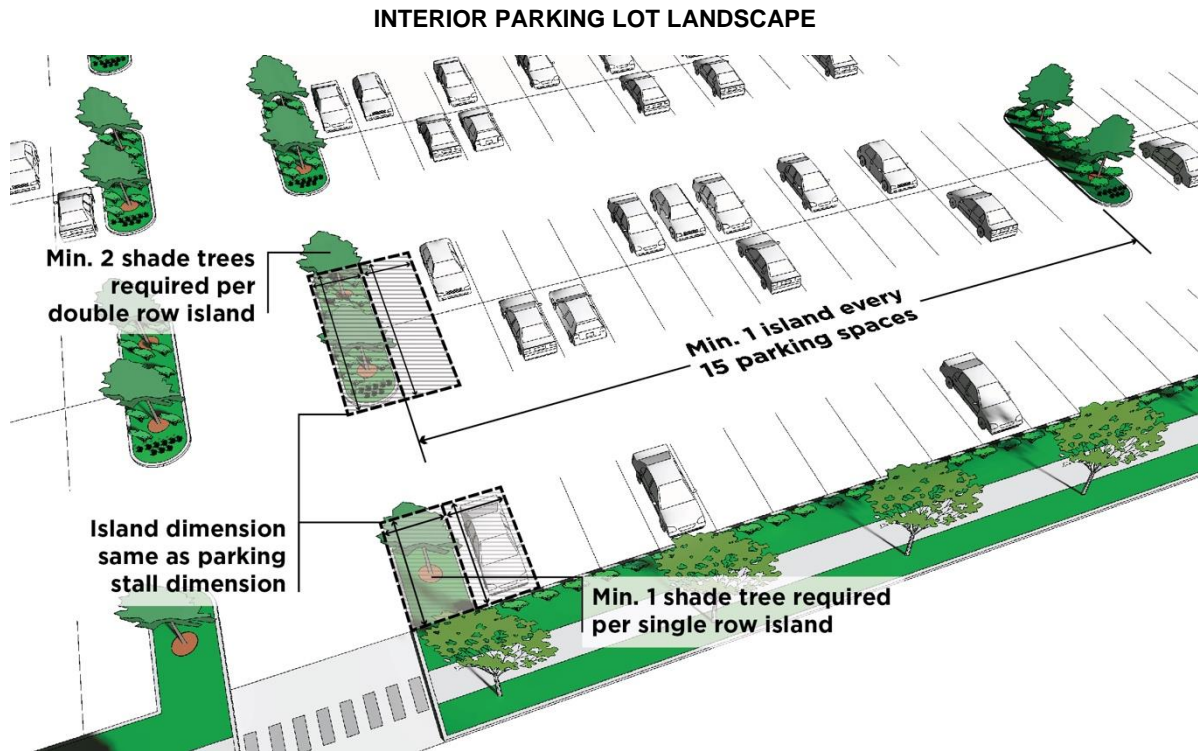 INTERIOR PARKING LOT LANDSCAPE
Min. 2 shade trees
required per
double row island
Min. 1 island every
15 parking spaces
Island dimension
same as parking
stall dimension
Min. 1 shade tree required
per single row island